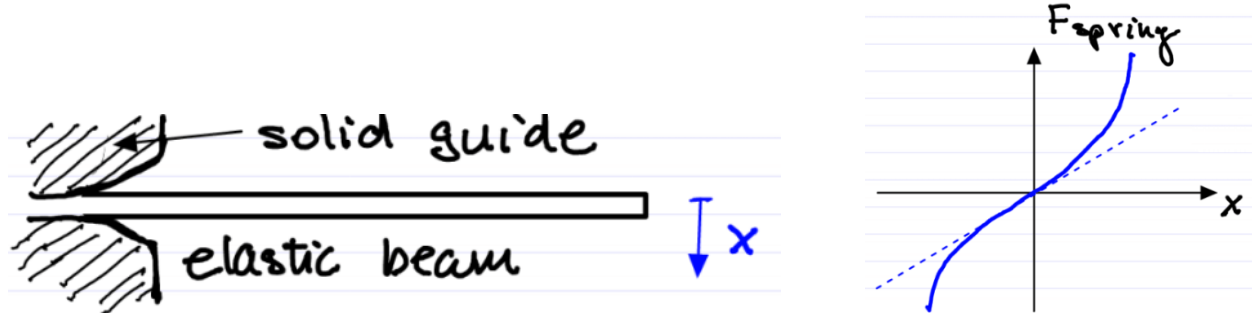 solid guide
elastic beam
x
Fspring
x